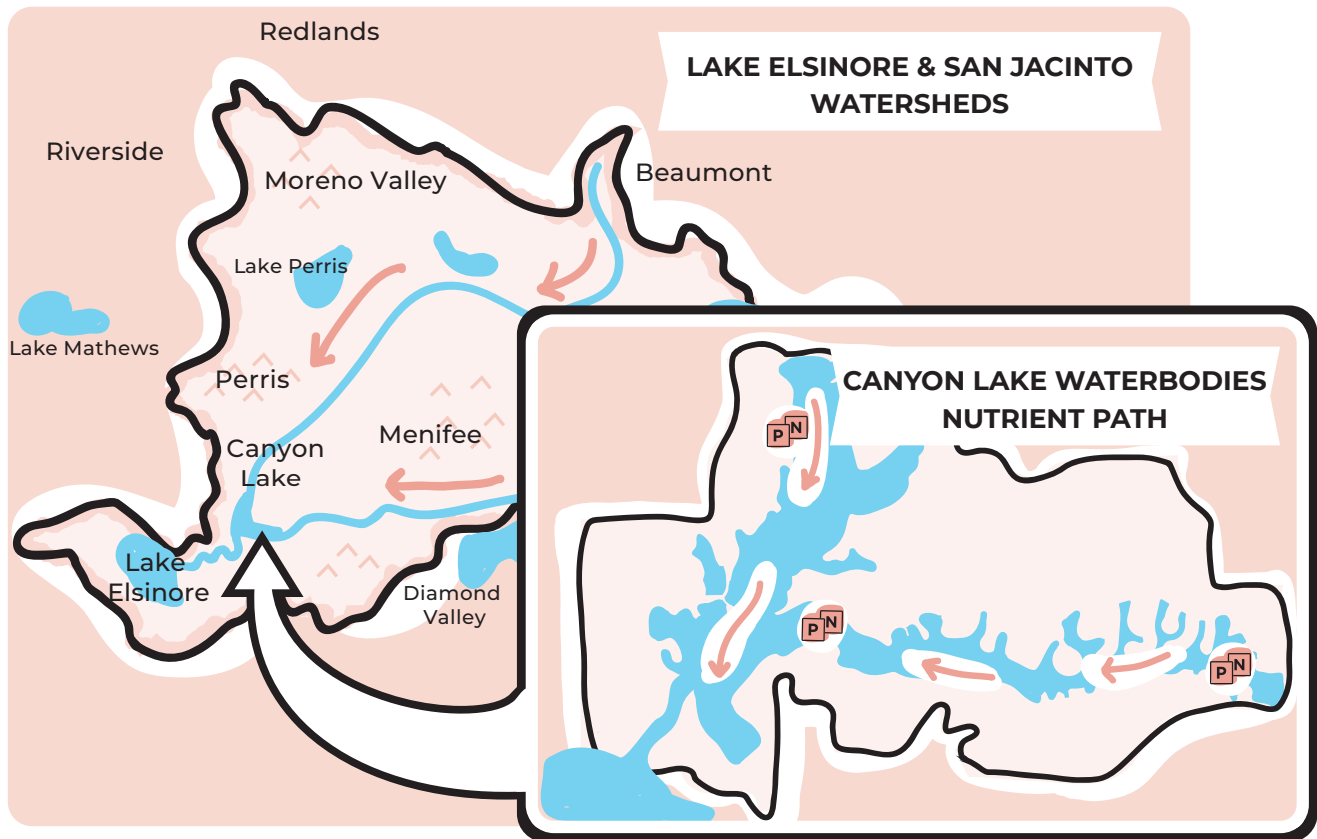 Redlands
LAKE ELSINORE & SAN JACINTO
WATERSHEDS
Riverside
Beaumont
Moreno Valley
Lake Perris
Lake Mathews
Perris
Menifee
Canyon
Lake
Lake
Elsinore
Diamond
Valley
CANYON LAKE WATERBODIES
NUTRIENT PATH
P N
P N
P N